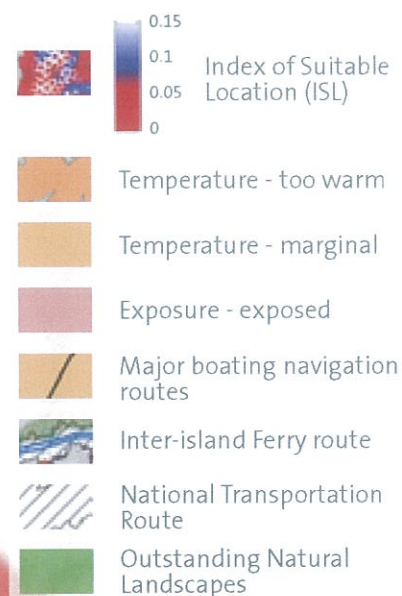 0.15
0.1
0.05
0
Index of Suitable
Location (ISL)
Temperature - too warm
Temperature - marginal
Exposure - exposed
Major boating navigation
routes
Inter-island Ferry route
National Transportation
Route
Outstanding Natural
Landscapes